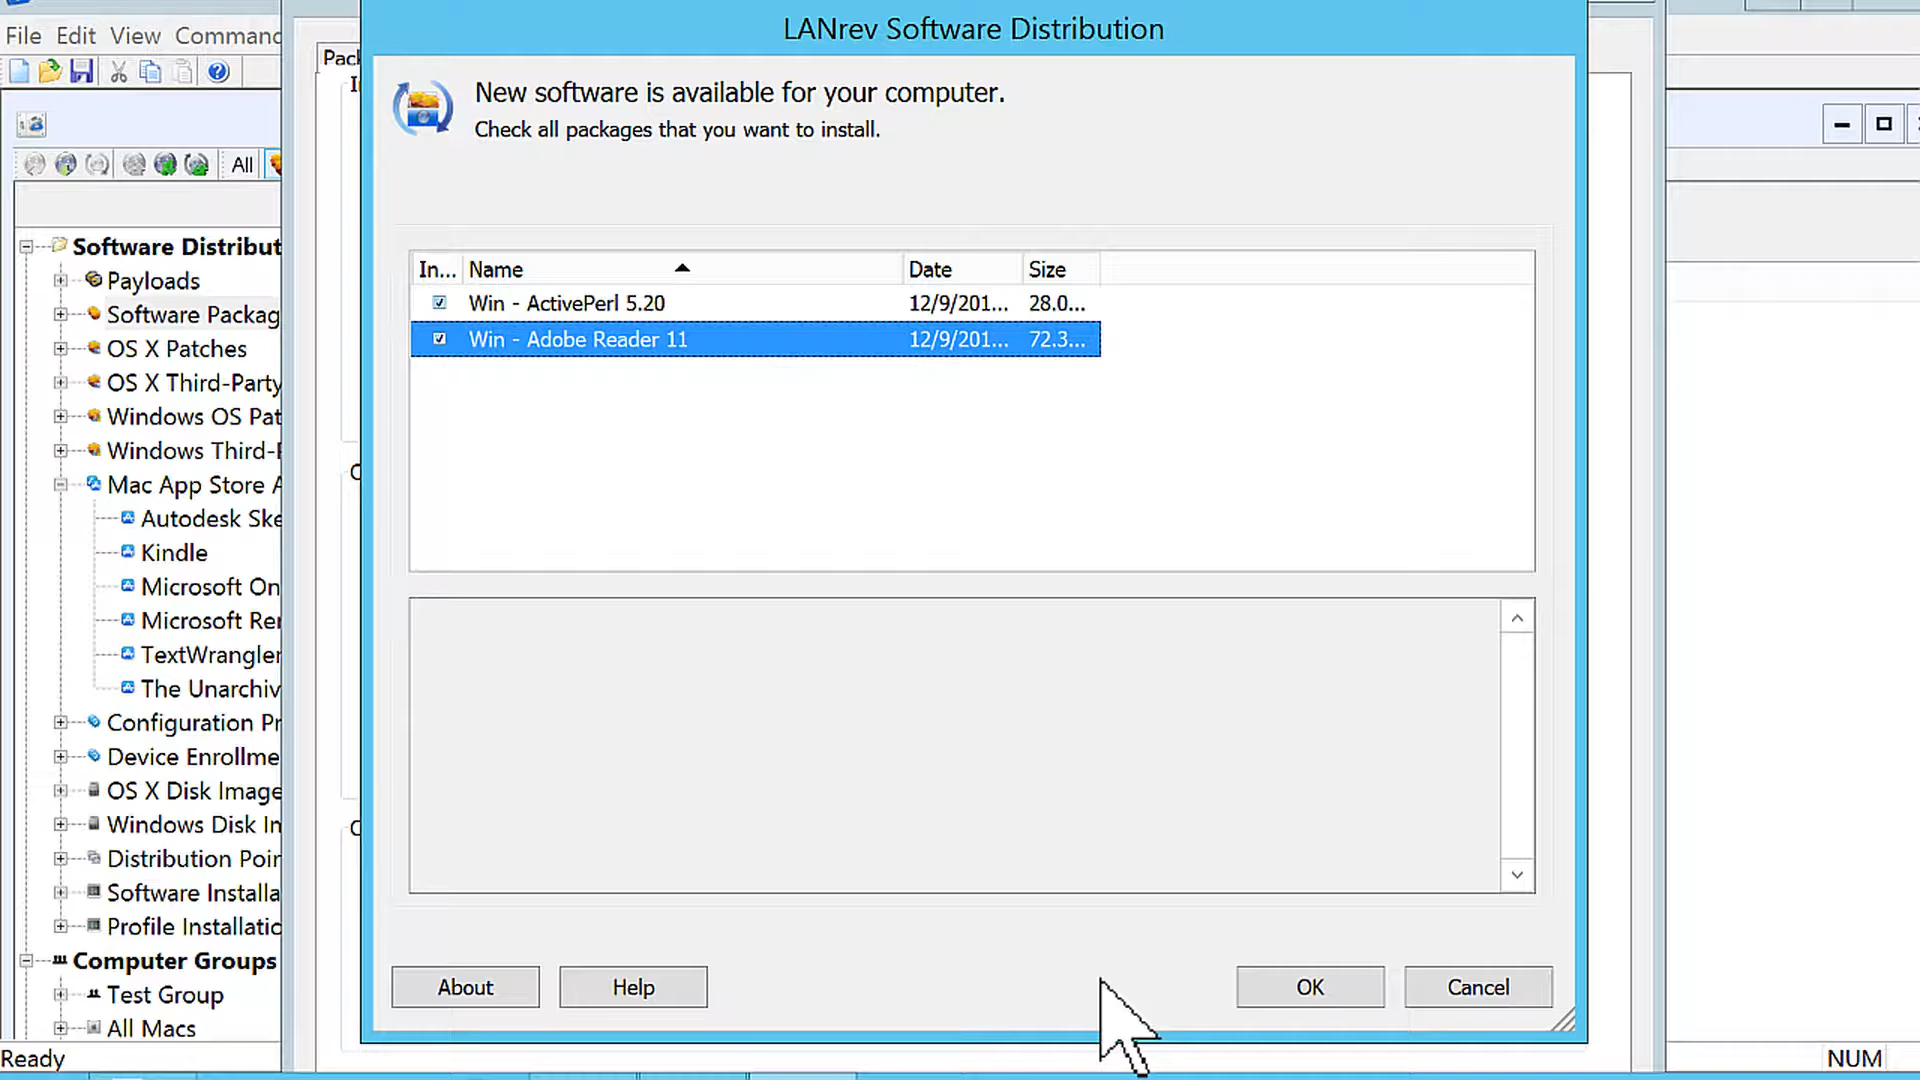 LANrev Software Distribution
File Edit View Command
Pack
New software is available for your computer.
Check all packages that you want to install.
All
In... Name Date Size
Win - ActivePerl 5.20 12/9/201... 28.0...
Win - Adobe Reader 11 12/9/201... 72.3...
Software Distribut
Payloads
Software Packag
OS X Patches
OS X Third-Party
Windows OS Pat
Windows Third-P
Mac App Store A
Autodesk Ske
Kindle
Microsoft On
Microsoft Rer
TextWrangler
The Unarchiv
Configuration Pr
Device Enrollme
OS X Disk Image
Windows Disk In
Distribution Poir
Software Installa
Profile Installatio
Computer Groups
Test Group
All Macs
About Help OK Cancel
Ready
NUM